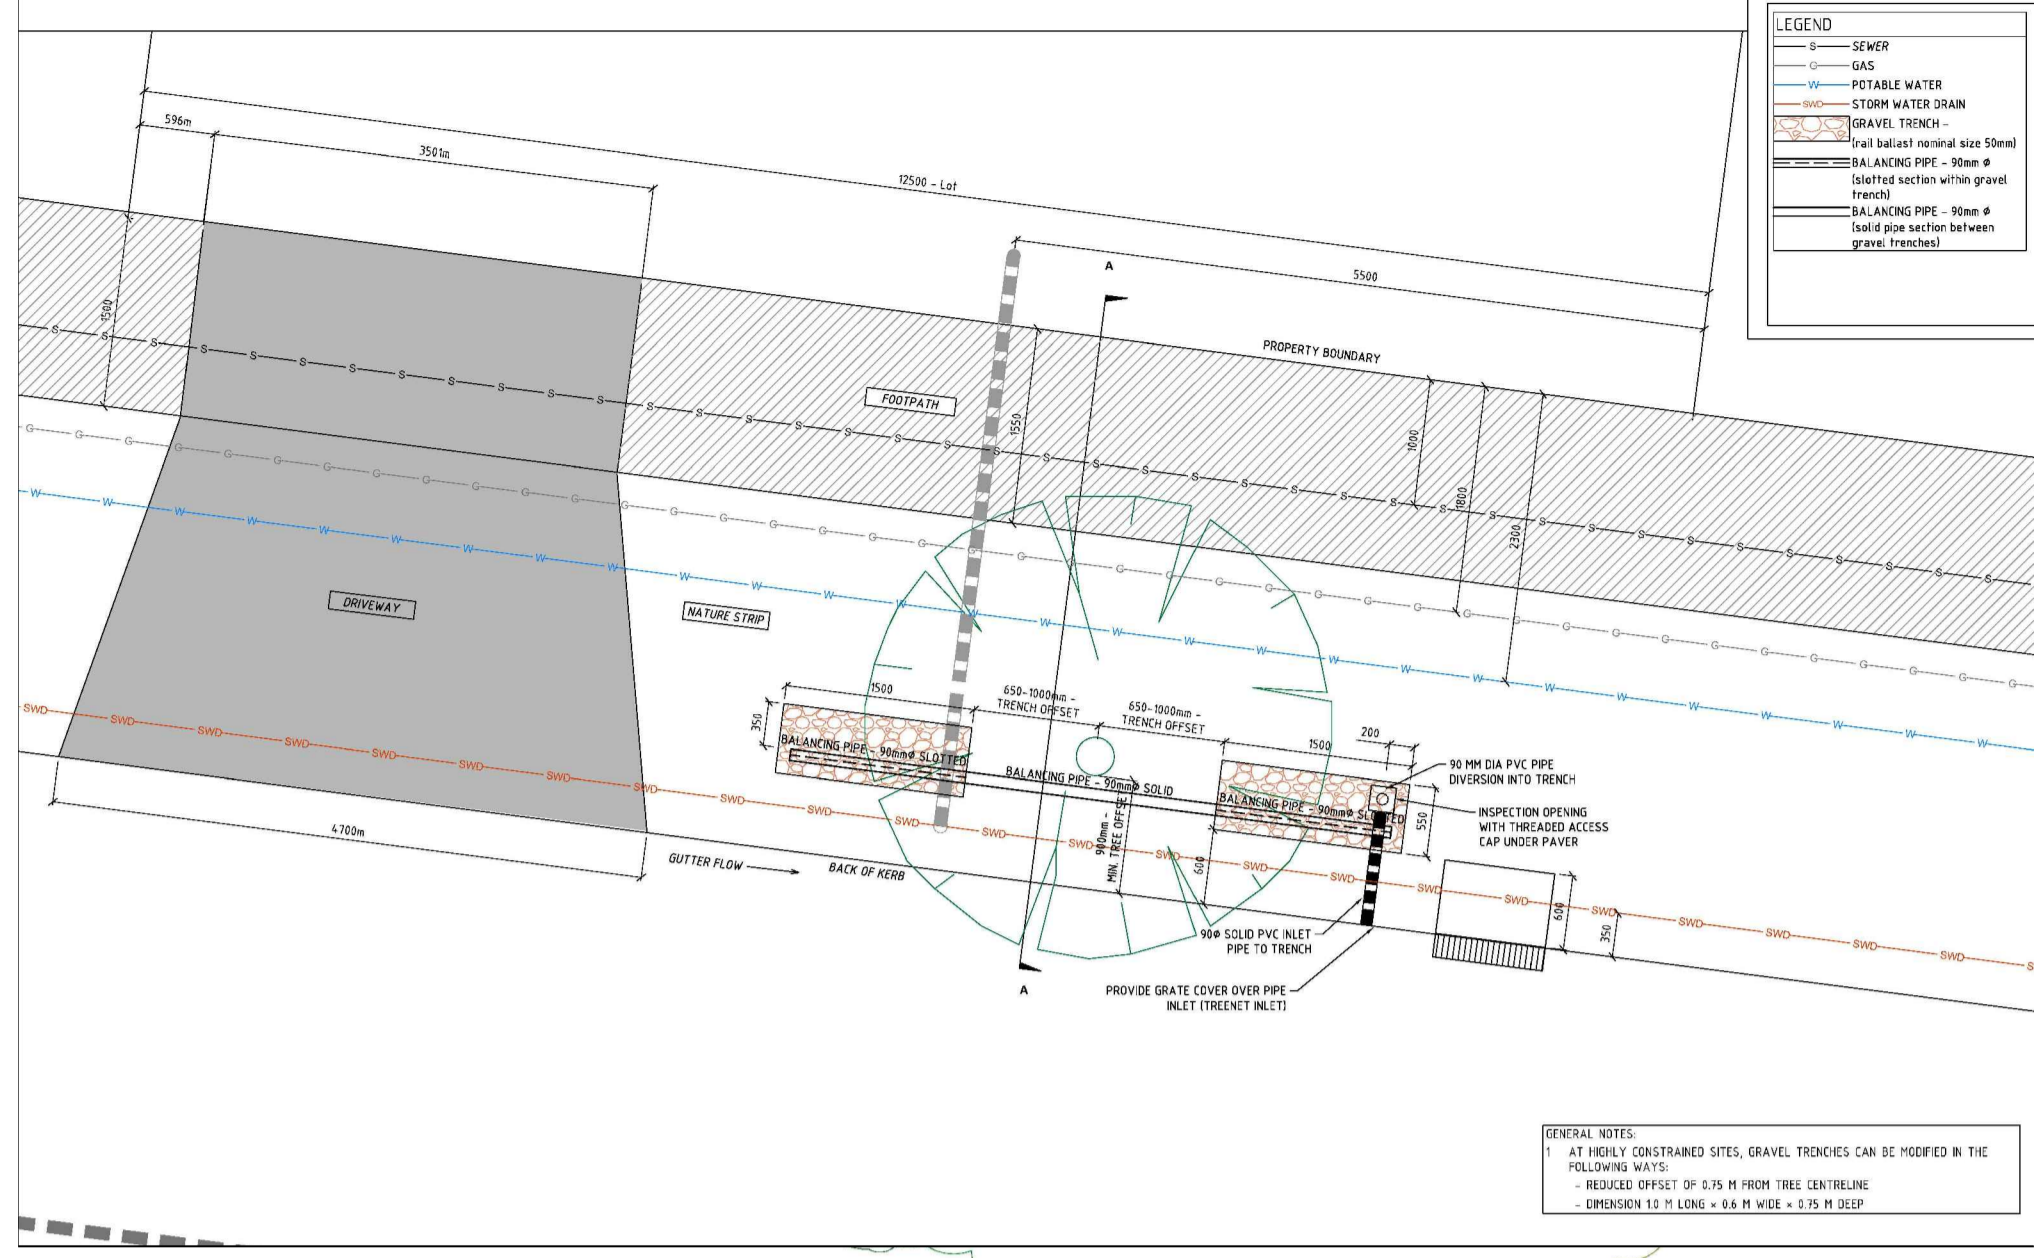 LEGEND
S SEWER
G GAS
W POTABLE WATER
SWD STORM WATER DRAIN
GRAVEL TRENCH -
(rail ballast nominal size 50mm)
BALANCING PIPE - 90mm ⌀
(slotted section within gravel
trench)
BALANCING PIPE - 90mm ⌀
(solid pipe section between
gravel trenches)
596m
3501m
12500 - Lot
5500
A
1500
PROPERTY BOUNDARY
FOOTPATH
1550
1000
1800
2300
DRIVEWAY
NATURE STRIP
1500
350
650-1000mm -
TRENCH OFFSET
650-1000mm -
TRENCH OFFSET
1500
200
BALANCING PIPE - 90mm⌀ SLOTTED
BALANCING PIPE - 90mm⌀ SOLID
BALANCING PIPE - 90mm⌀ SLOTTED
90 MM DIA PVC PIPE
DIVERSION INTO TRENCH
INSPECTION OPENING
WITH THREADED ACCESS
CAP UNDER PAVER
550
900mm -
MIN. TREE OFFSET
600
4700m
GUTTER FLOW
BACK OF KERB
90⌀ SOLID PVC INLET
PIPE TO TRENCH
600
350
A
PROVIDE GRATE COVER OVER PIPE
INLET (TREENET INLET)
GENERAL NOTES:
1 AT HIGHLY CONSTRAINED SITES, GRAVEL TRENCHES CAN BE MODIFIED IN THE
FOLLOWING WAYS:
- REDUCED OFFSET OF 0.75 M FROM TREE CENTRELINE
- DIMENSION 1.0 M LONG × 0.6 M WIDE × 0.75 M DEEP